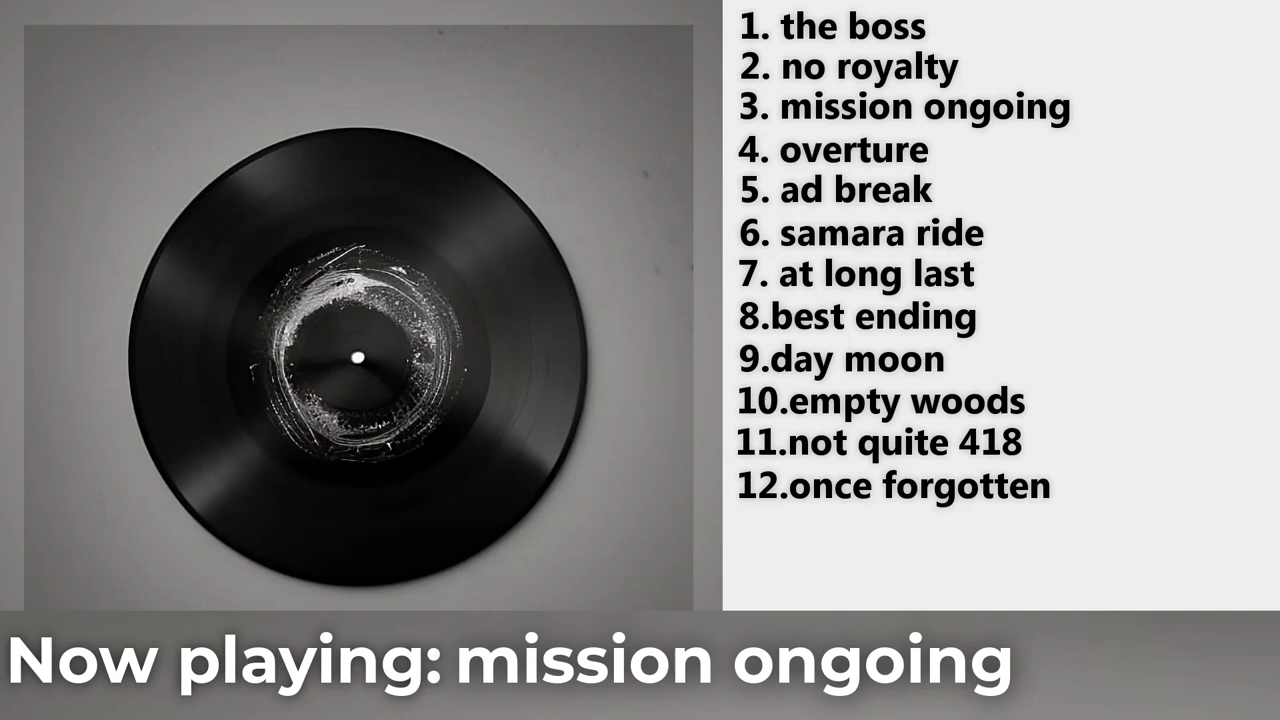 1. the boss
2. no royalty
3. mission ongoing
4. overture
5. ad break
6. samara ride
7. at long last
8.best ending
9.day moon
10.empty woods
11.not quite 418
12.once forgotten
Now playing: mission ongoing